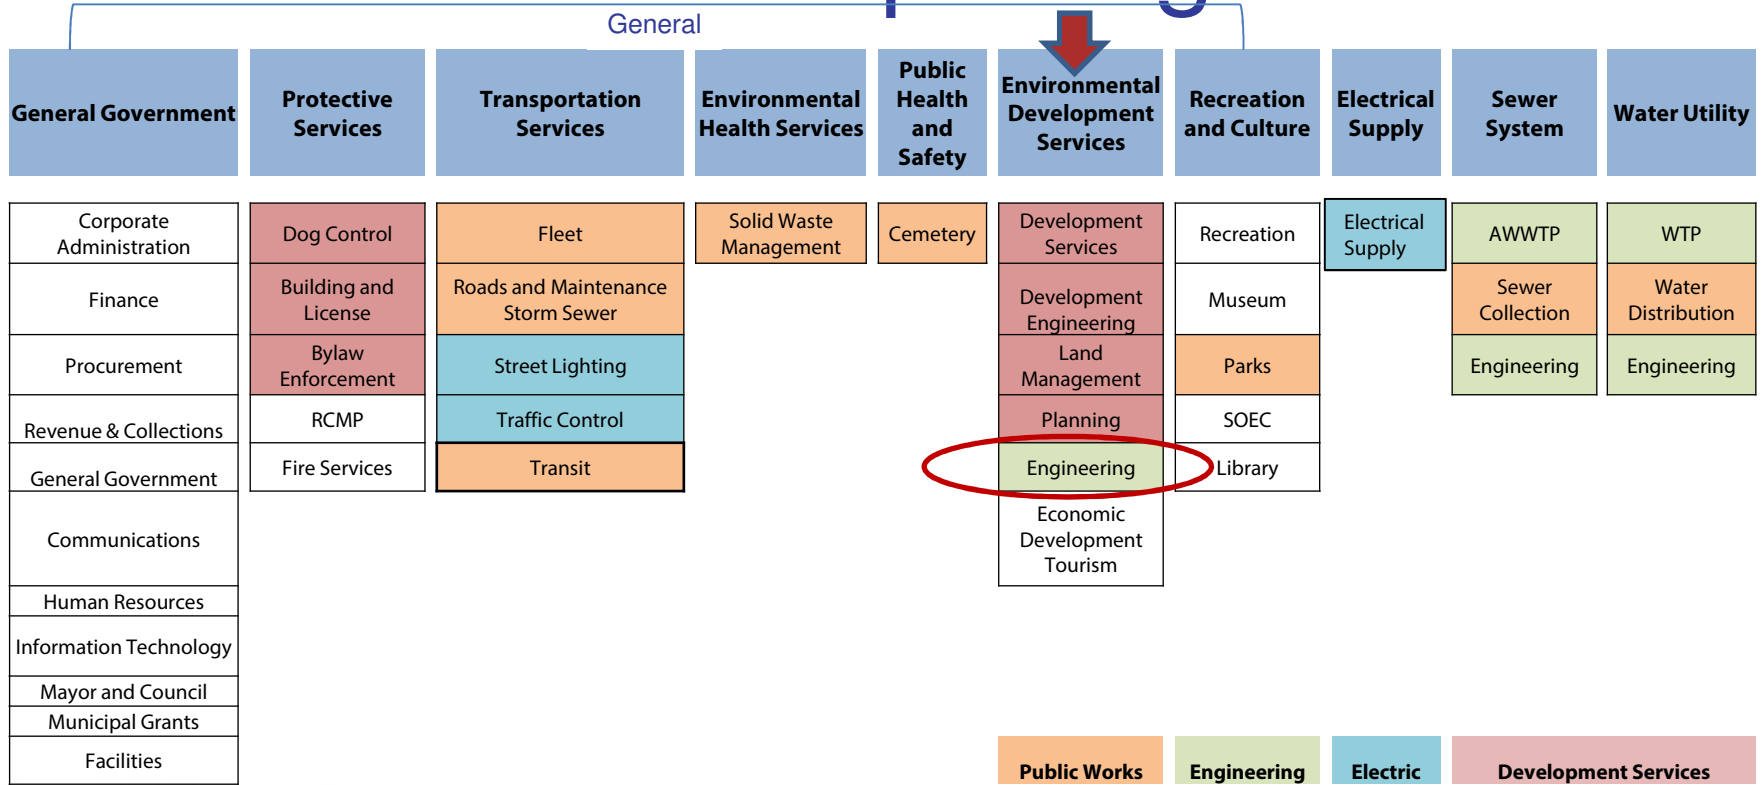 General
General Government
Protective
Services
Transportation
Services
Environmental
Health Services
Public
Health
and
Safety
Environmental
Development
Services
Recreation
and Culture
Electrical
Supply
Sewer
System
Water Utility
Corporate
Administration
Finance
Procurement
Revenue & Collections
General Government
Communications
Human Resources
Information Technology
Mayor and Council
Municipal Grants
Facilities
Dog Control
Building and
License
Bylaw
Enforcement
RCMP
Fire Services
Fleet
Roads and Maintenance
Storm Sewer
Street Lighting
Traffic Control
Transit
Solid Waste
Management
Cemetery
Development
Services
Development
Engineering
Land
Management
Planning
Engineering
Economic
Development
Tourism
Recreation
Museum
Parks
SOEC
Library
Electrical
Supply
AWWTP
Sewer
Collection
Engineering
WTP
Water
Distribution
Engineering
Public Works
Engineering
Electric
Development Services